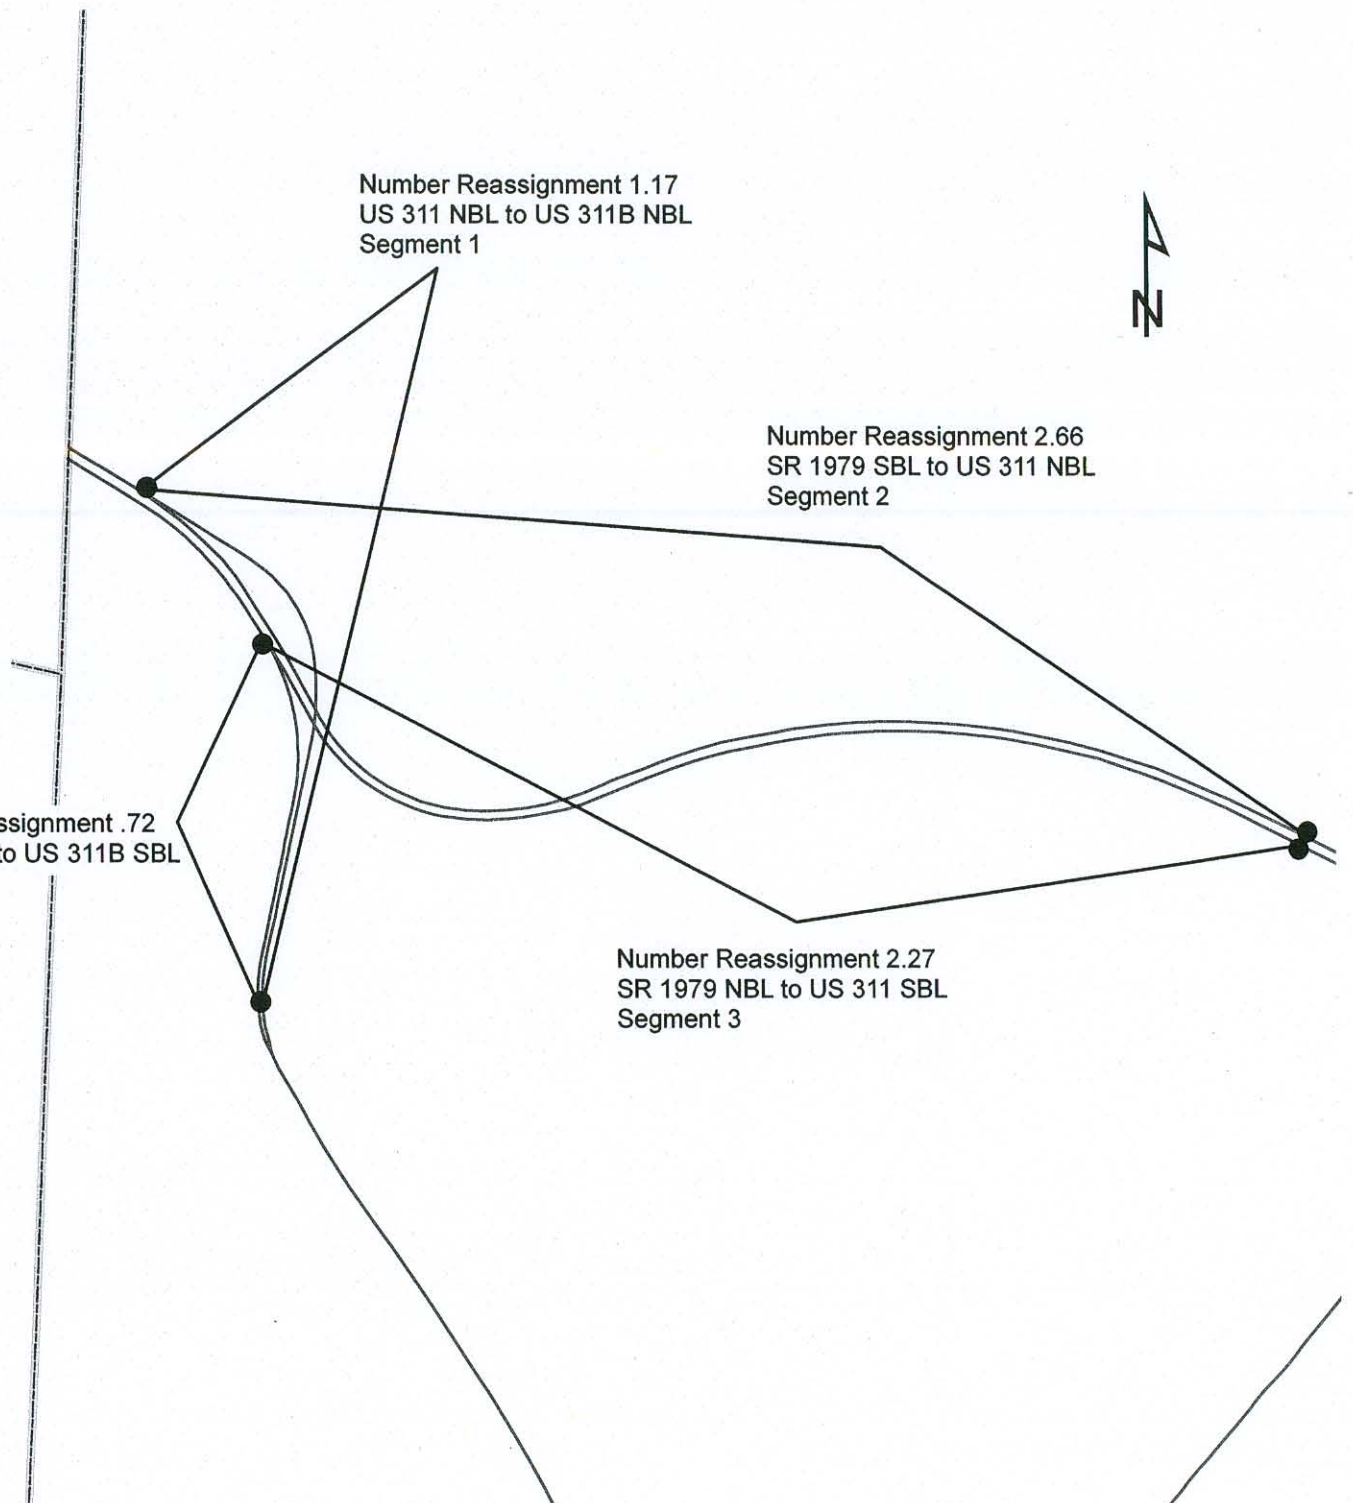 Number Reassignment 1.17
US 311 NBL to US 311B NBL
Segment 1
N
Number Reassignment 2.66
SR 1979 SBL to US 311 NBL
Segment 2
ssignment .72
to US 311B SBL
Number Reassignment 2.27
SR 1979 NBL to US 311 SBL
Segment 3